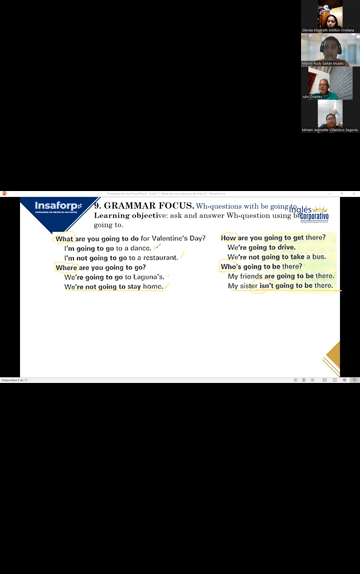 Insaforp
9. GRAMMAR FOCUS. Wh-questions with be going to.
Learning objective: ask and answer Wh-question using be
going to.
inglés
Corporativo
What are you going to do for Valentine's Day?
I'm going to go to a dance.
I'm not going to go to a restaurant.
Where are you going to go?
We're going to go to Laguna's.
We're not going to stay home.
How are you going to get there?
We're going to drive.
We're not going to take a bus.
Who's going to be there?
My friends are going to be there.
My sister isn't going to be there.